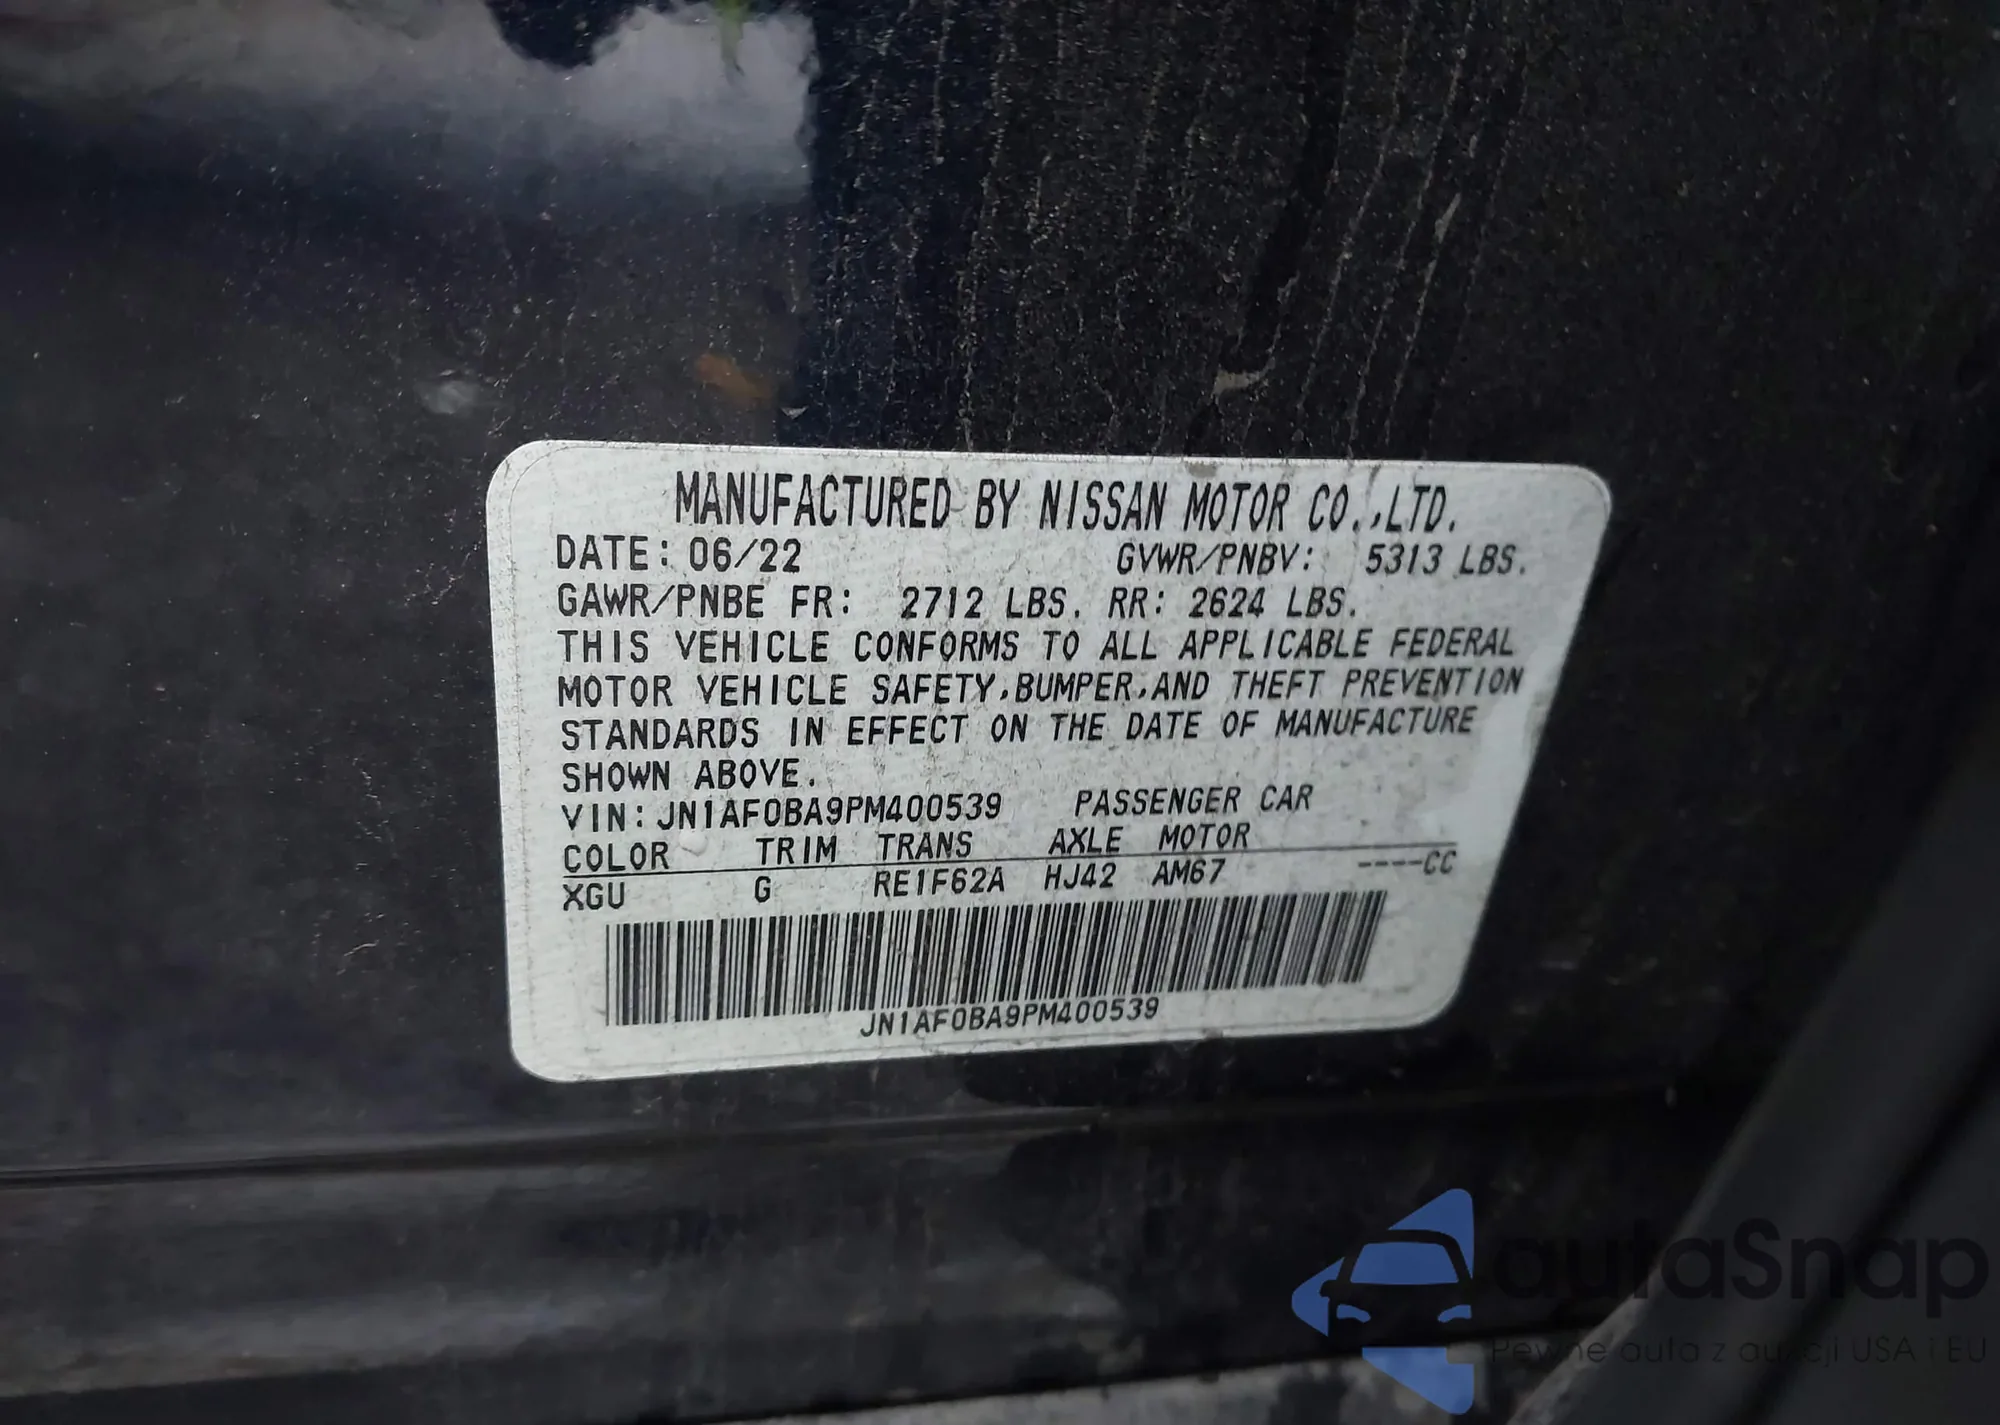 MANUFACTURED BY NISSAN MOTOR CO.,LTD.
DATE: 06/22 GVWR/PNBV: 5313 LBS.
GAWR/PNBE FR: 2712 LBS. RR: 2624 LBS.
THIS VEHICLE CONFORMS TO ALL APPLICABLE FEDERAL
MOTOR VEHICLE SAFETY,BUMPER,AND THEFT PREVENTION
STANDARDS IN EFFECT ON THE DATE OF MANUFACTURE
SHOWN ABOVE.
VIN: JN1AF0BA9PM400539 PASSENGER CAR
COLOR TRIM TRANS AXLE MOTOR
XGU G RE1F62A HJ42 AM67 ----CC
JN1AF0BA9PM400539
autaSnap
Pewne auta z aukcji USA i EU